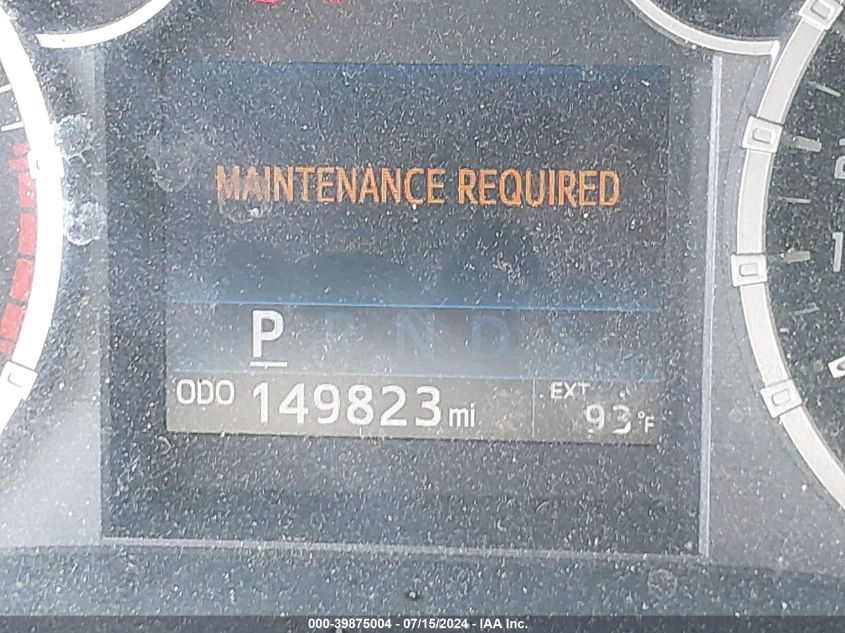 MAINTENANCE REQUIRED
P R N D S
ODO 149823 mi EXT 93°F
000-39875004 - 07/15/2024 - IAA Inc.